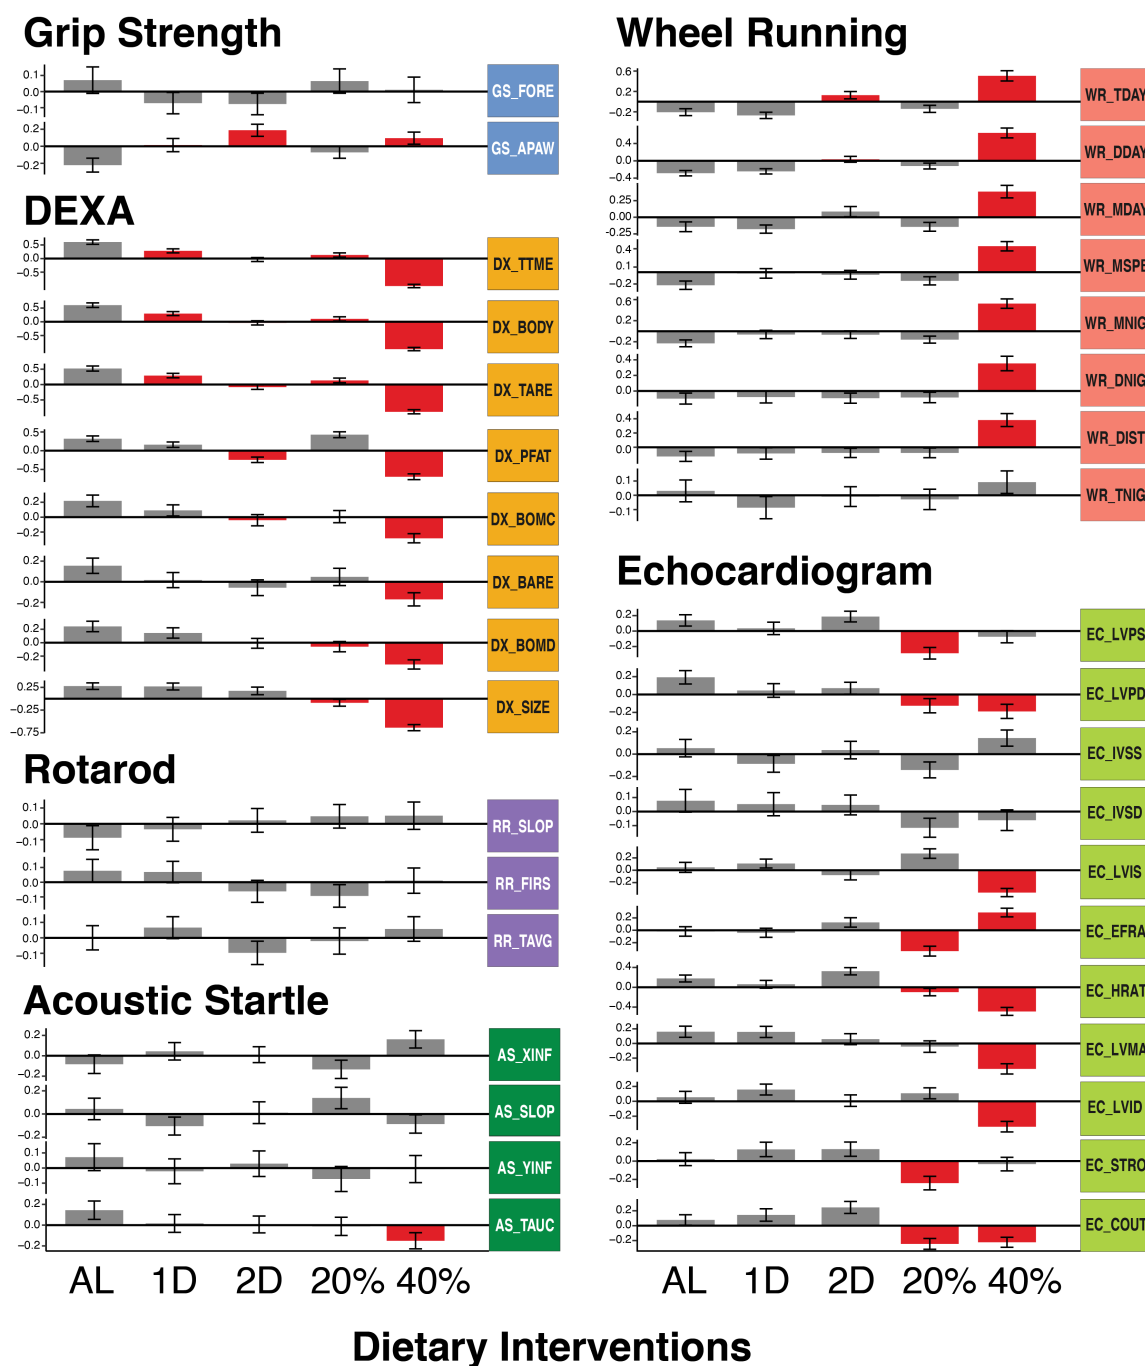 Grip Strength
0.1
0.0
−0.1
GS_FORE
0.2
0.0
−0.2
GS_APAW
DEXA
0.5
0.0
−0.5
DX_TTME
0.5
0.0
−0.5
DX_BODY
0.5
0.0
−0.5
DX_TARE
0.5
0.0
−0.5
DX_PFAT
0.2
0.0
−0.2
DX_BOMC
0.2
0.0
−0.2
DX_BARE
0.2
0.0
−0.2
DX_BOMD
0.25
−0.25
−0.75
DX_SIZE
Rotarod
0.1
0.0
−0.1
RR_SLOP
0.1
0.0
−0.1
RR_FIRS
0.1
0.0
−0.1
RR_TAVG
Acoustic Startle
0.2
0.0
−0.2
AS_XINF
0.2
0.0
−0.2
AS_SLOP
0.1
0.0
−0.1
AS_YINF
0.2
0.0
−0.2
AS_TAUC
AL 1D 2D 20% 40%
Wheel Running
0.6
0.2
−0.2
WR_TDAY
0.4
0.0
−0.4
WR_DDAY
0.25
0.00
−0.25
WR_MDAY
0.4
0.1
−0.2
WR_MSPE
0.6
0.2
−0.2
WR_MNIG
0.4
0.2
0.0
WR_DNIG
0.4
0.2
0.0
WR_DIST
0.1
0.0
−0.1
WR_TNIG
Echocardiogram
0.2
0.0
−0.2
EC_LVPS
0.2
0.0
−0.2
EC_LVPD
0.2
0.0
−0.2
EC_IVSS
0.1
0.0
−0.1
EC_IVSD
0.2
0.0
−0.2
EC_LVIS
0.2
0.0
−0.2
EC_EFRA
0.4
0.0
−0.4
EC_HRAT
0.2
0.0
−0.2
EC_LVMA
0.2
0.0
−0.2
EC_LVID
0.2
0.0
−0.2
EC_STRO
0.2
0.0
−0.2
EC_COUT
AL 1D 2D 20% 40%
Dietary Interventions